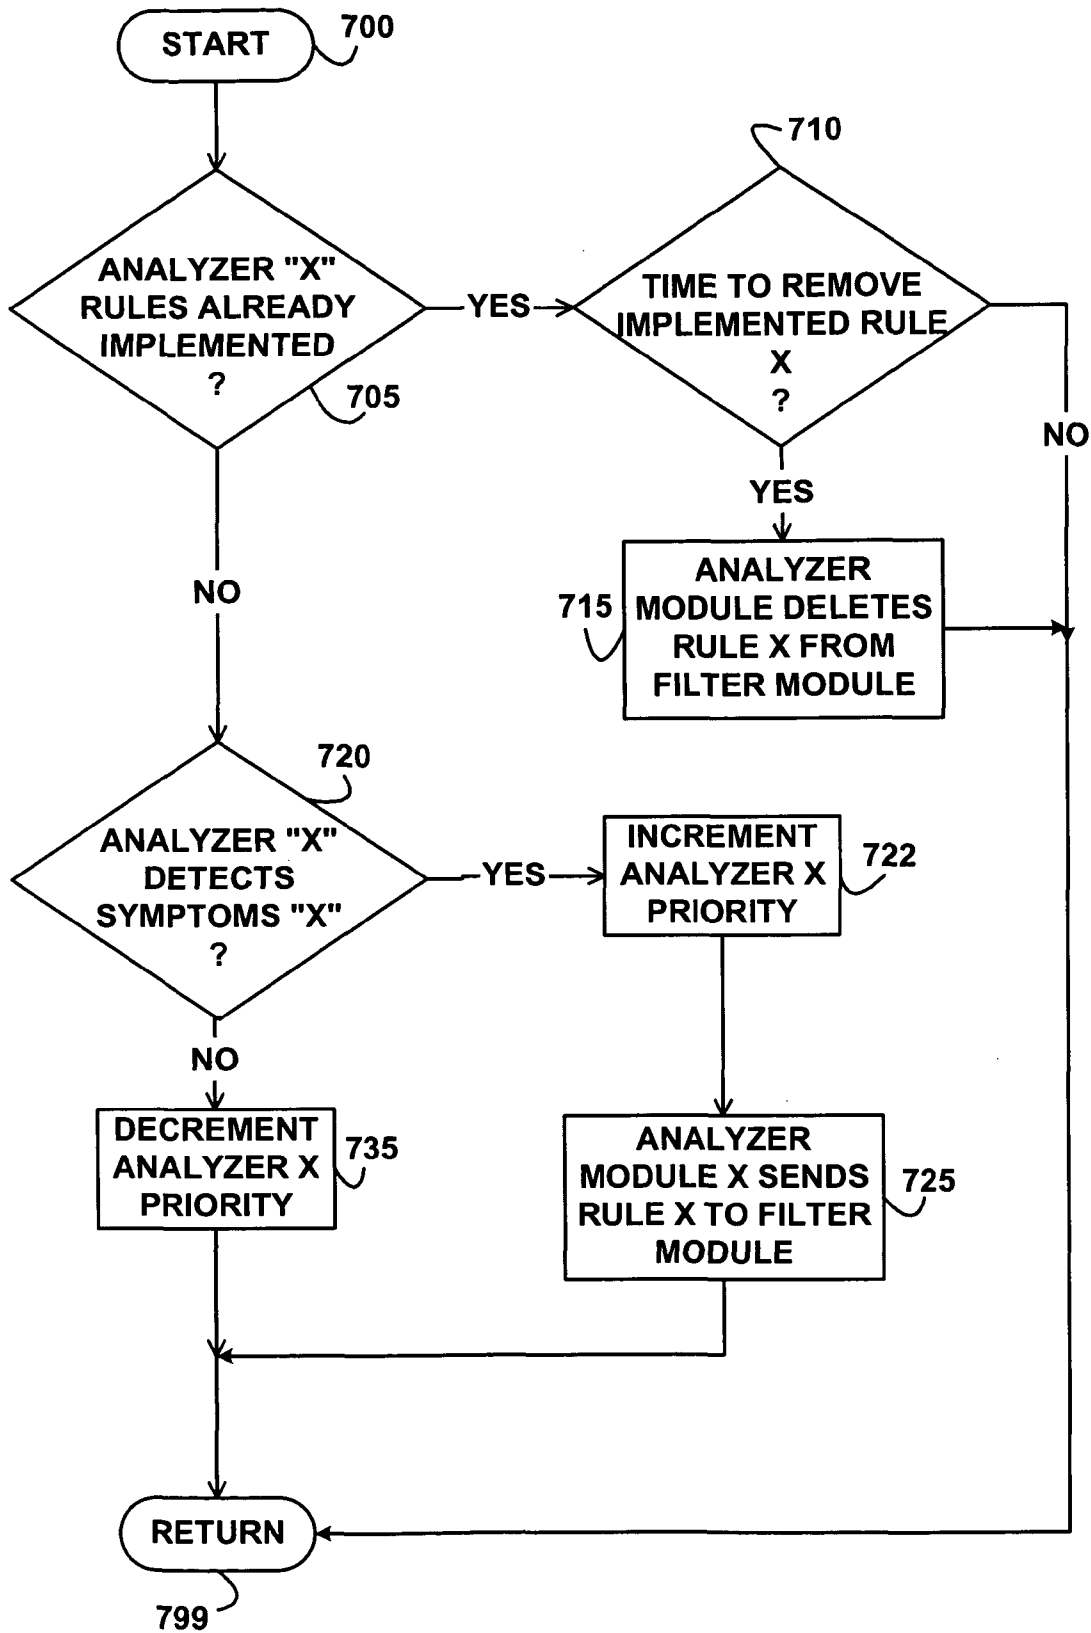 START
700
710
ANALYZER "X"
RULES ALREADY
IMPLEMENTED
?
705
YES
TIME TO REMOVE
IMPLEMENTED RULE
X
?
NO
YES
NO
715
ANALYZER
MODULE DELETES
RULE X FROM
FILTER MODULE
720
ANALYZER "X"
DETECTS
SYMPTOMS "X"
?
YES
INCREMENT
ANALYZER X
PRIORITY
722
NO
DECREMENT
ANALYZER X
PRIORITY
735
ANALYZER
MODULE X SENDS
RULE X TO FILTER
MODULE
725
RETURN
799